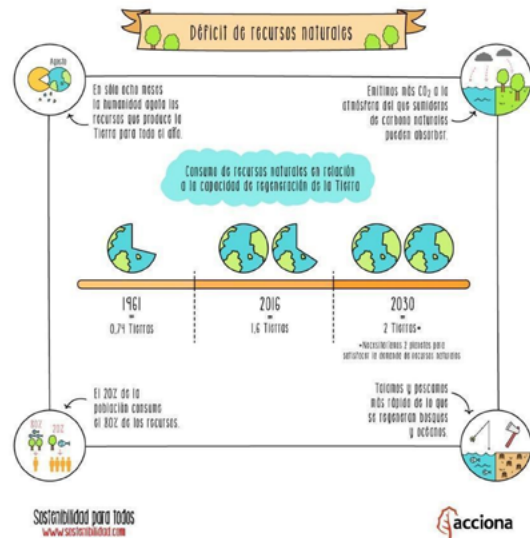 Déficit de recursos naturales
Agosto
En sólo ocho meses
la humanidad agota los
recursos que produce la
Tierra para todo el año.
Emitimos más CO₂ a la
atmósfera del que sumideros
de carbono naturales
pueden absorber.
Consumo de recursos naturales en relación
a la capacidad de regeneración de la Tierra
1961
=
0,74 Tierras
2016
=
1,6 Tierras
2030
=
2 Tierras*
*Necesitaríamos 2 planetas para
satisfacer la demanda de recursos naturales
El 20% de la
población consume
el 80% de los recursos.
80% 20%
Talamos y pescamos
más rápido de lo que
se regeneran bosques
y océanos.
Sostenibilidad para todos
www.sostenibilidad.com
acciona